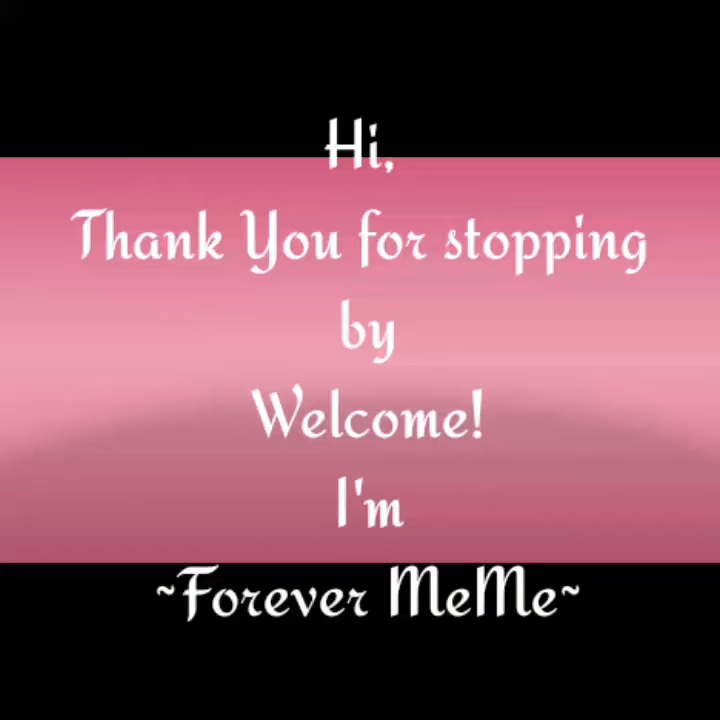 Hi,
Thank You for stopping
by
Welcome!
I'm
~Forever MeMe~